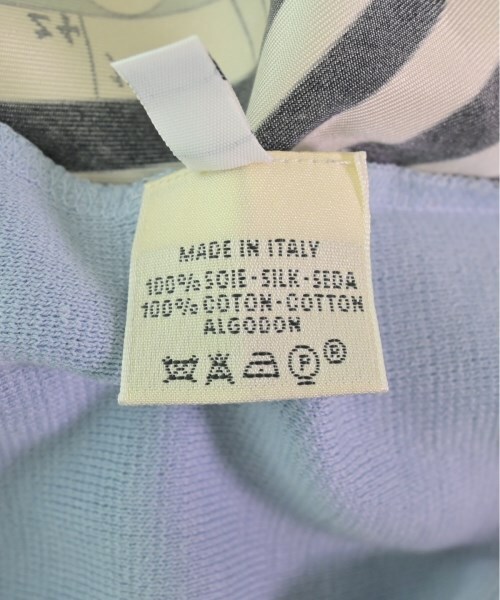 MADE IN ITALY
100% SOIE-SILK-SEDA
100% COTON-COTTON
ALGODON
P ®